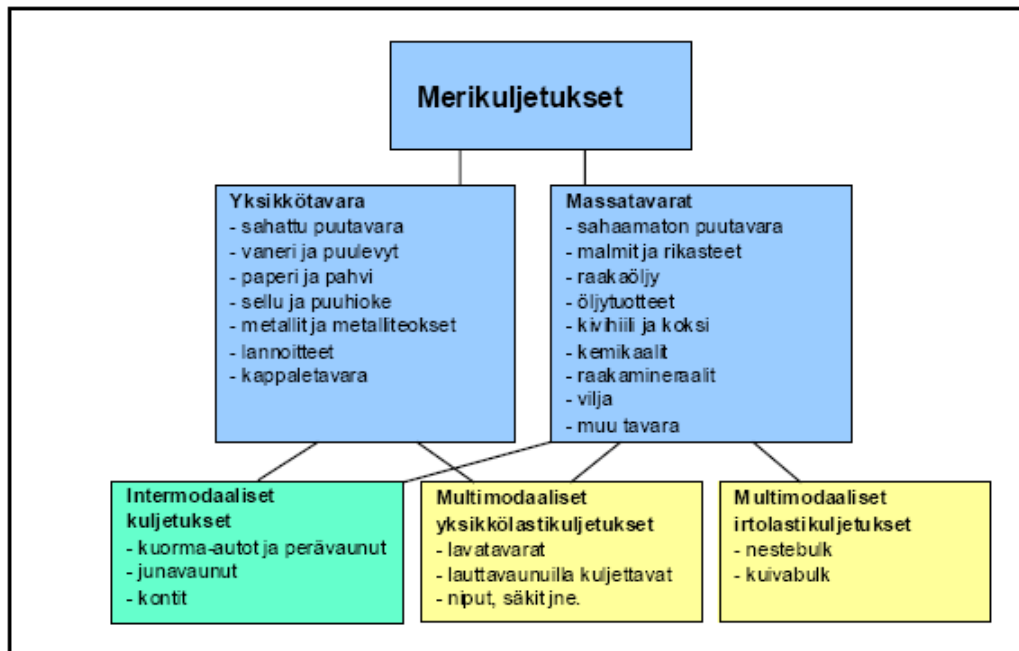 Merikuljetukset
Yksikkötavara
- sahattu puutavara
- vaneri ja puulevyt
- paperi ja pahvi
- sellu ja puuhioke
- metallit ja metalliteokset
- lannoitteet
- kappaletavara
Massatavarat
- sahaamaton puutavara
- malmit ja rikasteet
- raakaöljy
- öljytuotteet
- kivihiili ja koksi
- kemikaalit
- raakamineraalit
- vilja
- muu tavara
Intermodaaliset
kuljetukset
- kuorma-autot ja perävaunut
- junavaunut
- kontit
Multimodaaliset
yksikkölastikuljetukset
- lavatavarat
- lauttavaunuilla kuljettavat
- niput, säkit jne.
Multimodaaliset
irtolastikuljetukset
- nestebulk
- kuivabulk